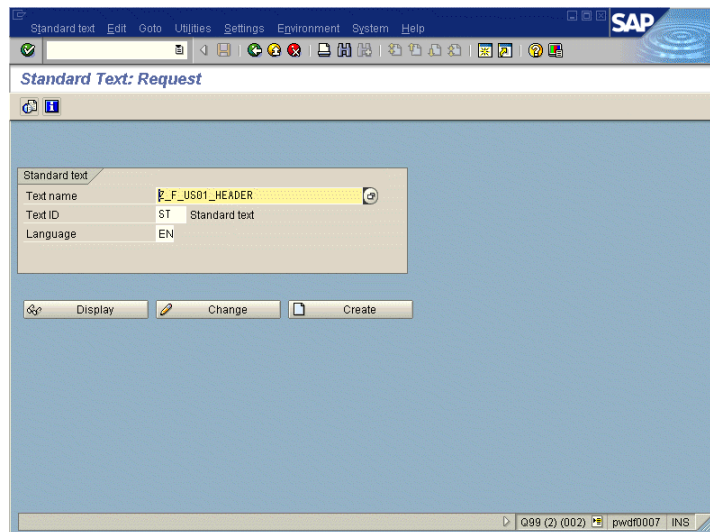 Standard text Edit Goto Utilities Settings Environment System Help
SAP
Standard Text: Request
Standard text
Text name Z_F_US01_HEADER
Text ID ST Standard text
Language EN
Display Change Create
Q99 (2) (002) pwdf0007 INS